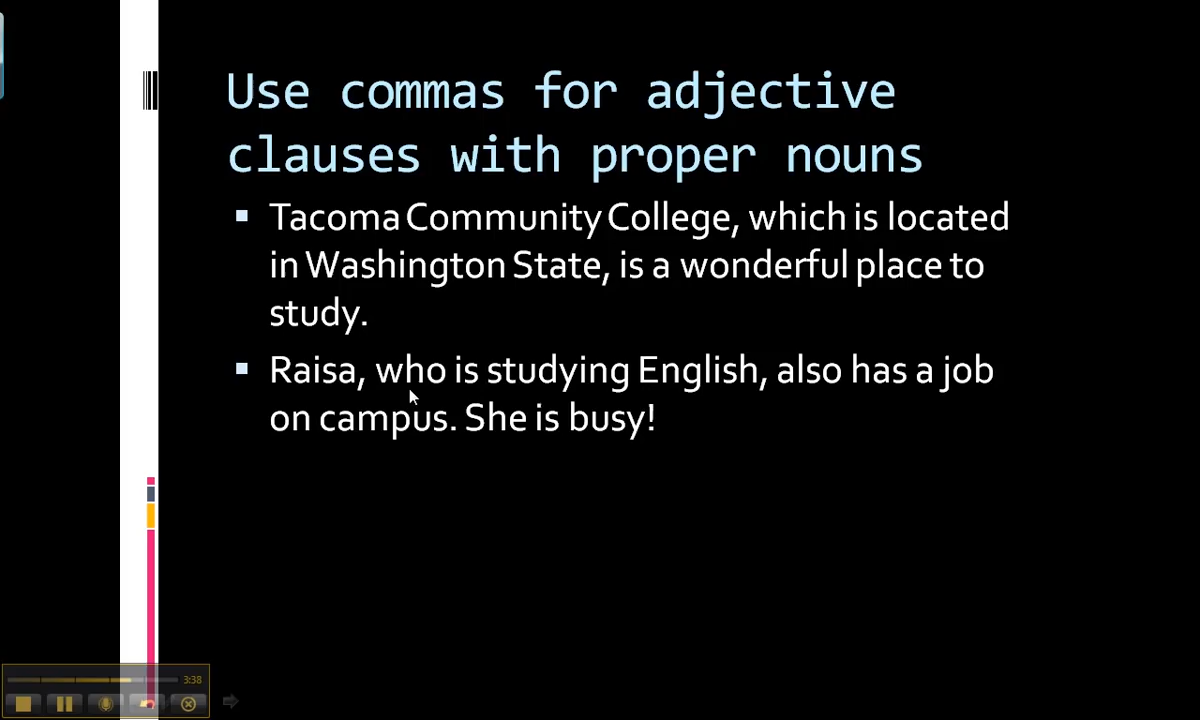 Use commas for adjective
clauses with proper nouns
Tacoma Community College, which is located
in Washington State, is a wonderful place to
study.
Raisa, who is studying English, also has a job
on campus. She is busy!
3:38